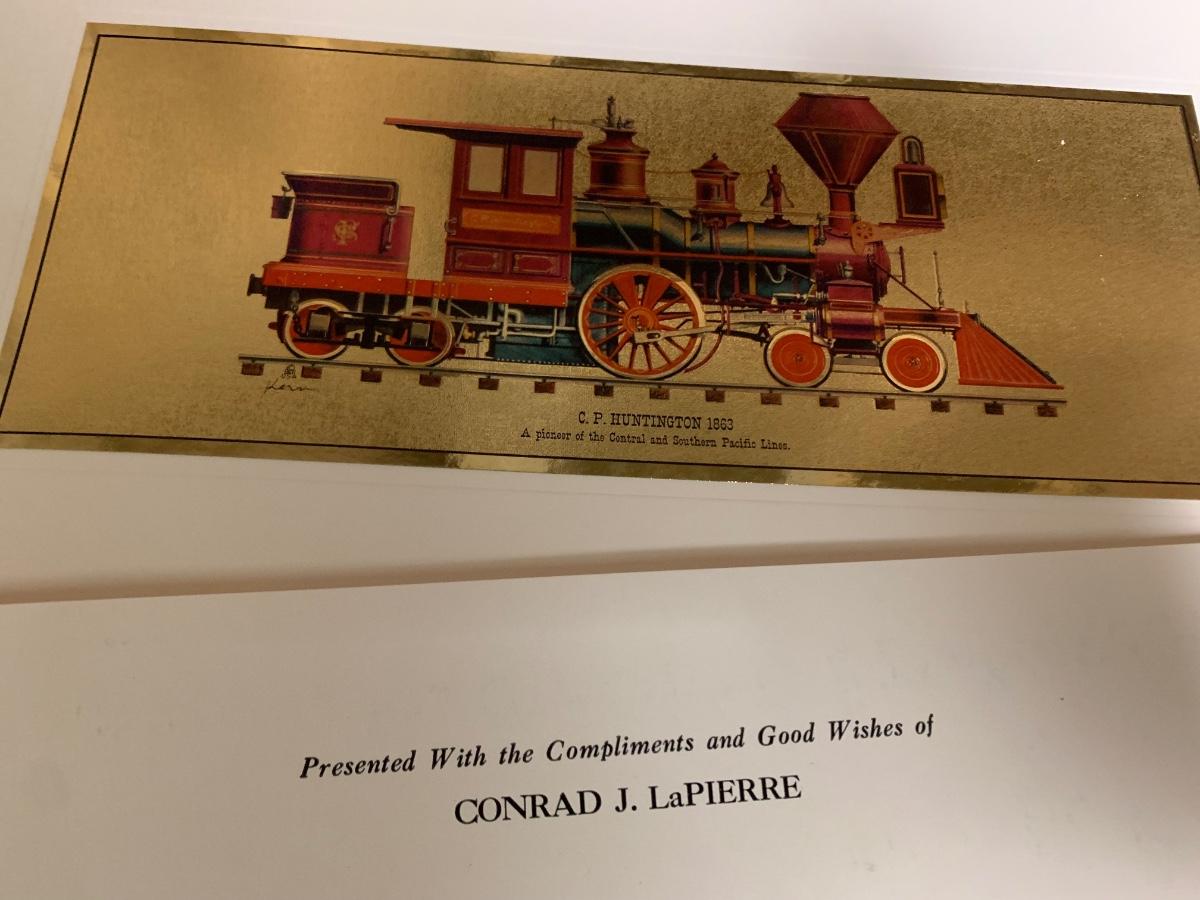 Kern
C. P. HUNTINGTON 1863
A pioneer of the Central and Southern Pacific Lines.
Presented With the Compliments and Good Wishes of
CONRAD J. LaPIERRE